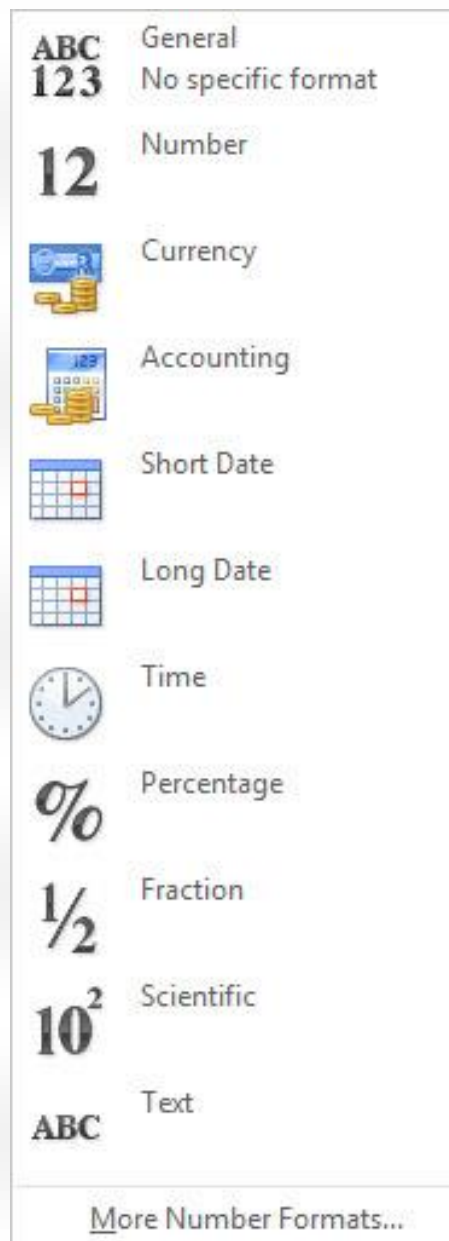 ABC
123
General
No specific format
12
Number
Currency
123
Accounting
Short Date
Long Date
Time
%
Percentage
½
Fraction
10²
Scientific
ABC
Text
More Number Formats...